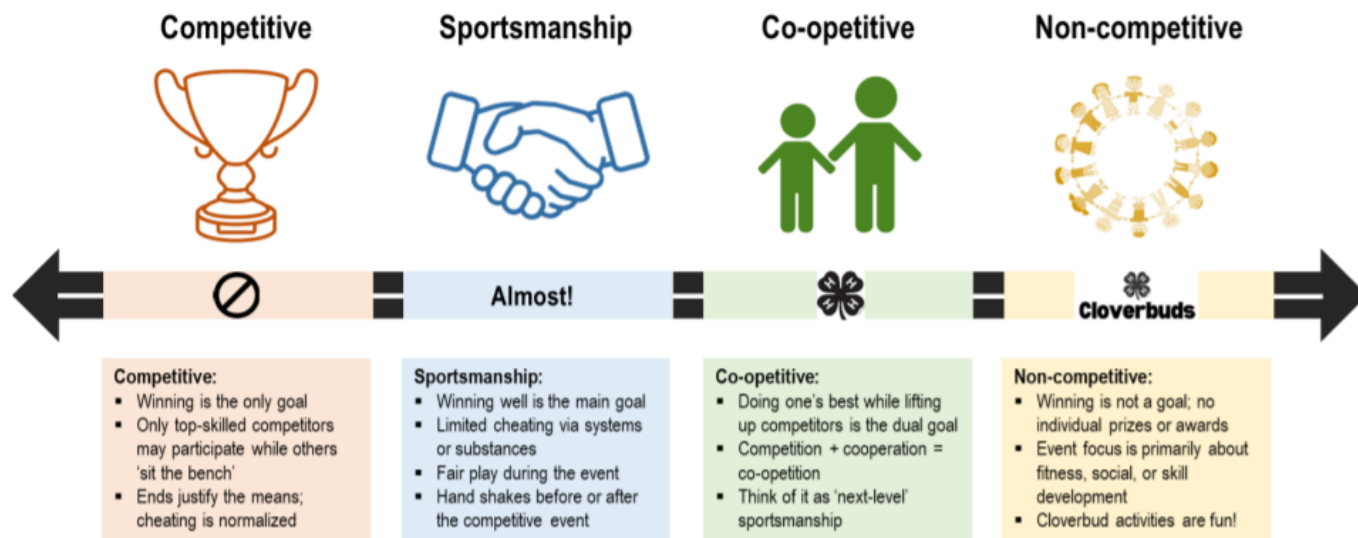 Competitive
Sportsmanship
Co-opetitive
Non-competitive
Almost!
H H H H
Cloverbuds
Competitive:
▪ Winning is the only goal
▪ Only top-skilled competitors
may participate while others
‘sit the bench’
▪ Ends justify the means;
cheating is normalized
Sportsmanship:
▪ Winning well is the main goal
▪ Limited cheating via systems
or substances
▪ Fair play during the event
▪ Hand shakes before or after
the competitive event
Co-opetitive:
▪ Doing one’s best while lifting
up competitors is the dual goal
▪ Competition + cooperation =
co-opetition
▪ Think of it as ‘next-level’
sportsmanship
Non-competitive:
▪ Winning is not a goal; no
individual prizes or awards
▪ Event focus is primarily about
fitness, social, or skill
development
▪ Cloverbud activities are fun!